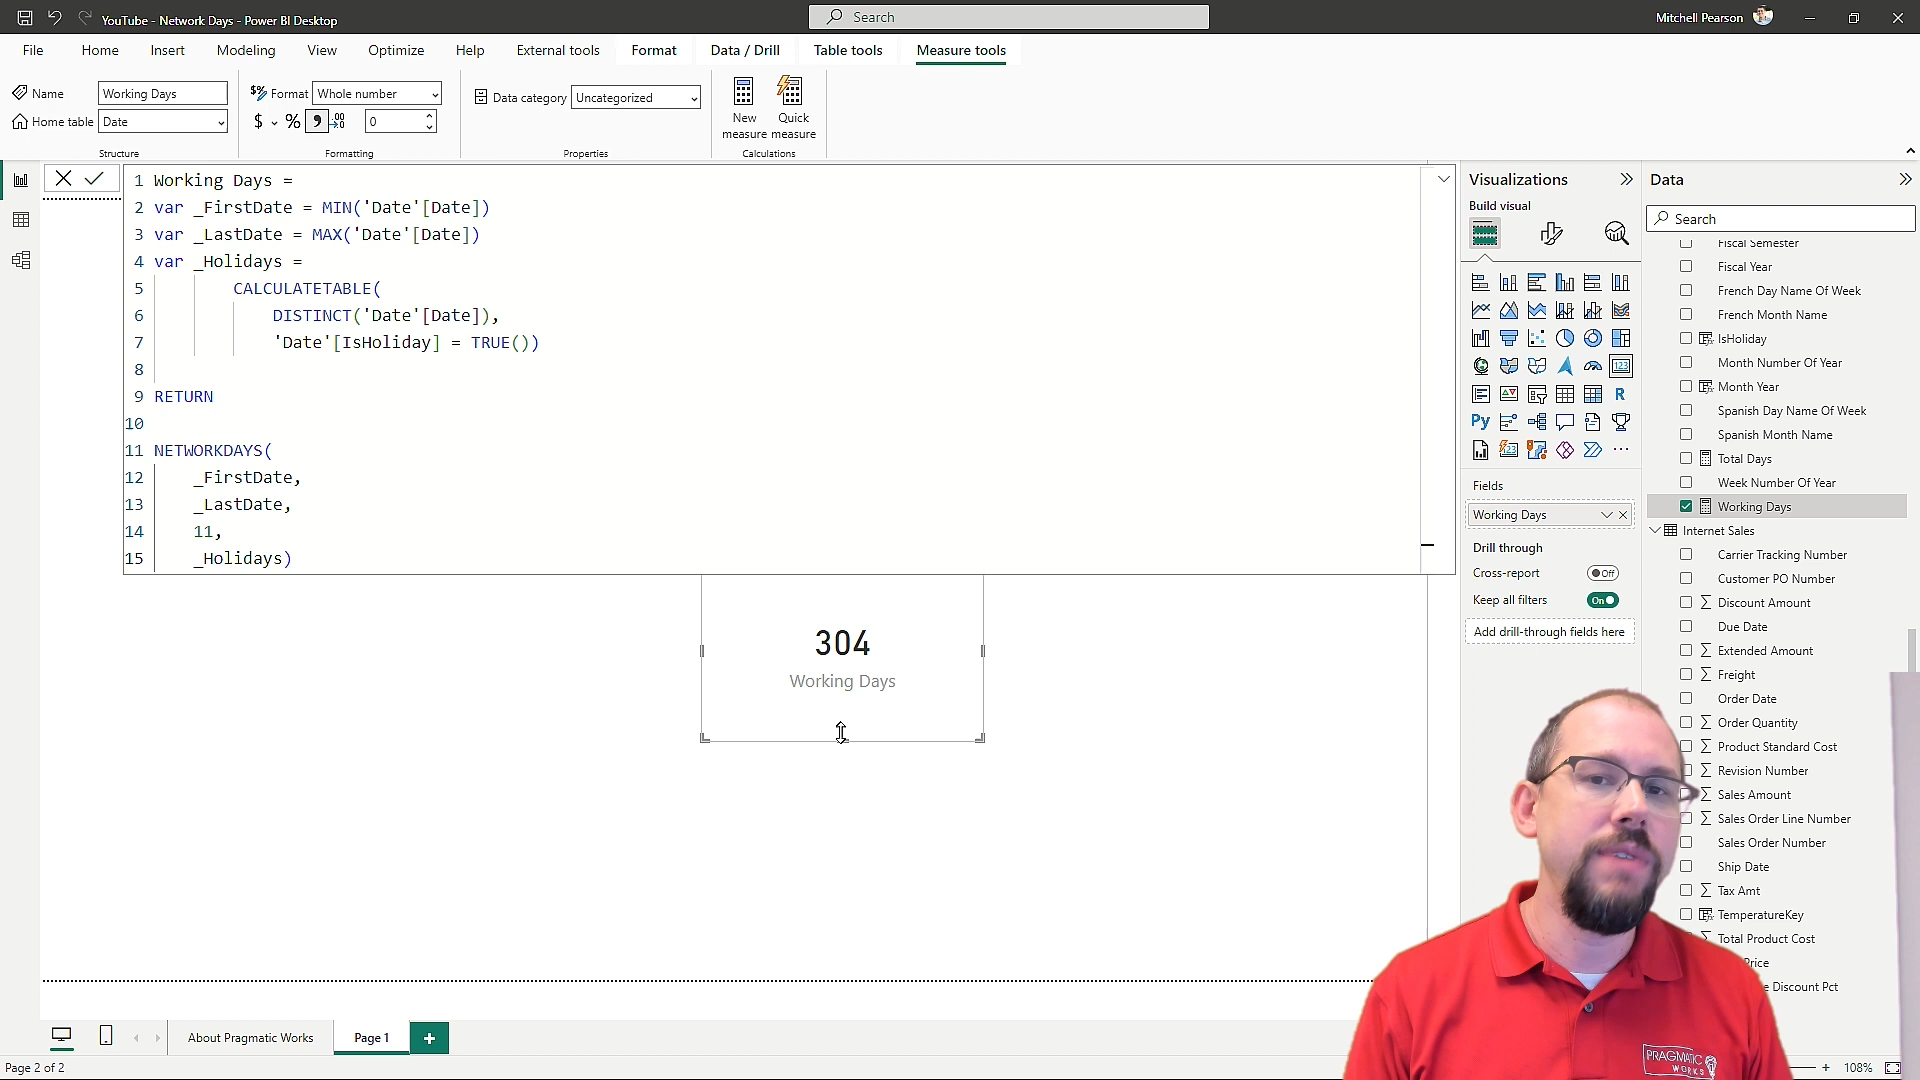 YouTube - Network Days - Power BI Desktop
Search
Mitchell Pearson
File
Home
Insert
Modeling
View
Optimize
Help
External tools
Format
Data / Drill
Table tools
Measure tools
Name
Working Days
Home table
Date
Structure
Format
Whole number
$
%
0
Formatting
Data category
Uncategorized
Properties
New measure
Quick measure
Calculations
1 Working Days =
2 var _FirstDate = MIN('Date'[Date])
3 var _LastDate = MAX('Date'[Date])
4 var _Holidays =
5 CALCULATETABLE(
6 DISTINCT('Date'[Date]),
7 'Date'[IsHoliday] = TRUE())
8
9 RETURN
10
11 NETWORKDAYS(
12 _FirstDate,
13 _LastDate,
14 11,
15 _Holidays)
304
Working Days
Visualizations
Build visual
R
Py
123
Fields
Working Days
Drill through
Cross-report
Off
Keep all filters
On
Add drill-through fields here
Data
Search
Fiscal Semester
Fiscal Year
French Day Name Of Week
French Month Name
IsHoliday
Month Number Of Year
Month Year
Spanish Day Name Of Week
Spanish Month Name
Total Days
Week Number Of Year
Working Days
Internet Sales
Carrier Tracking Number
Customer PO Number
Discount Amount
Due Date
Extended Amount
Freight
Order Date
Order Quantity
Product Standard Cost
Revision Number
Sales Amount
Sales Order Line Number
Sales Order Number
Ship Date
Tax Amt
TemperatureKey
Total Product Cost
Price
Discount Pct
PRAGMATIC
WORKS
About Pragmatic Works
Page 1
+
Page 2 of 2
+
108%